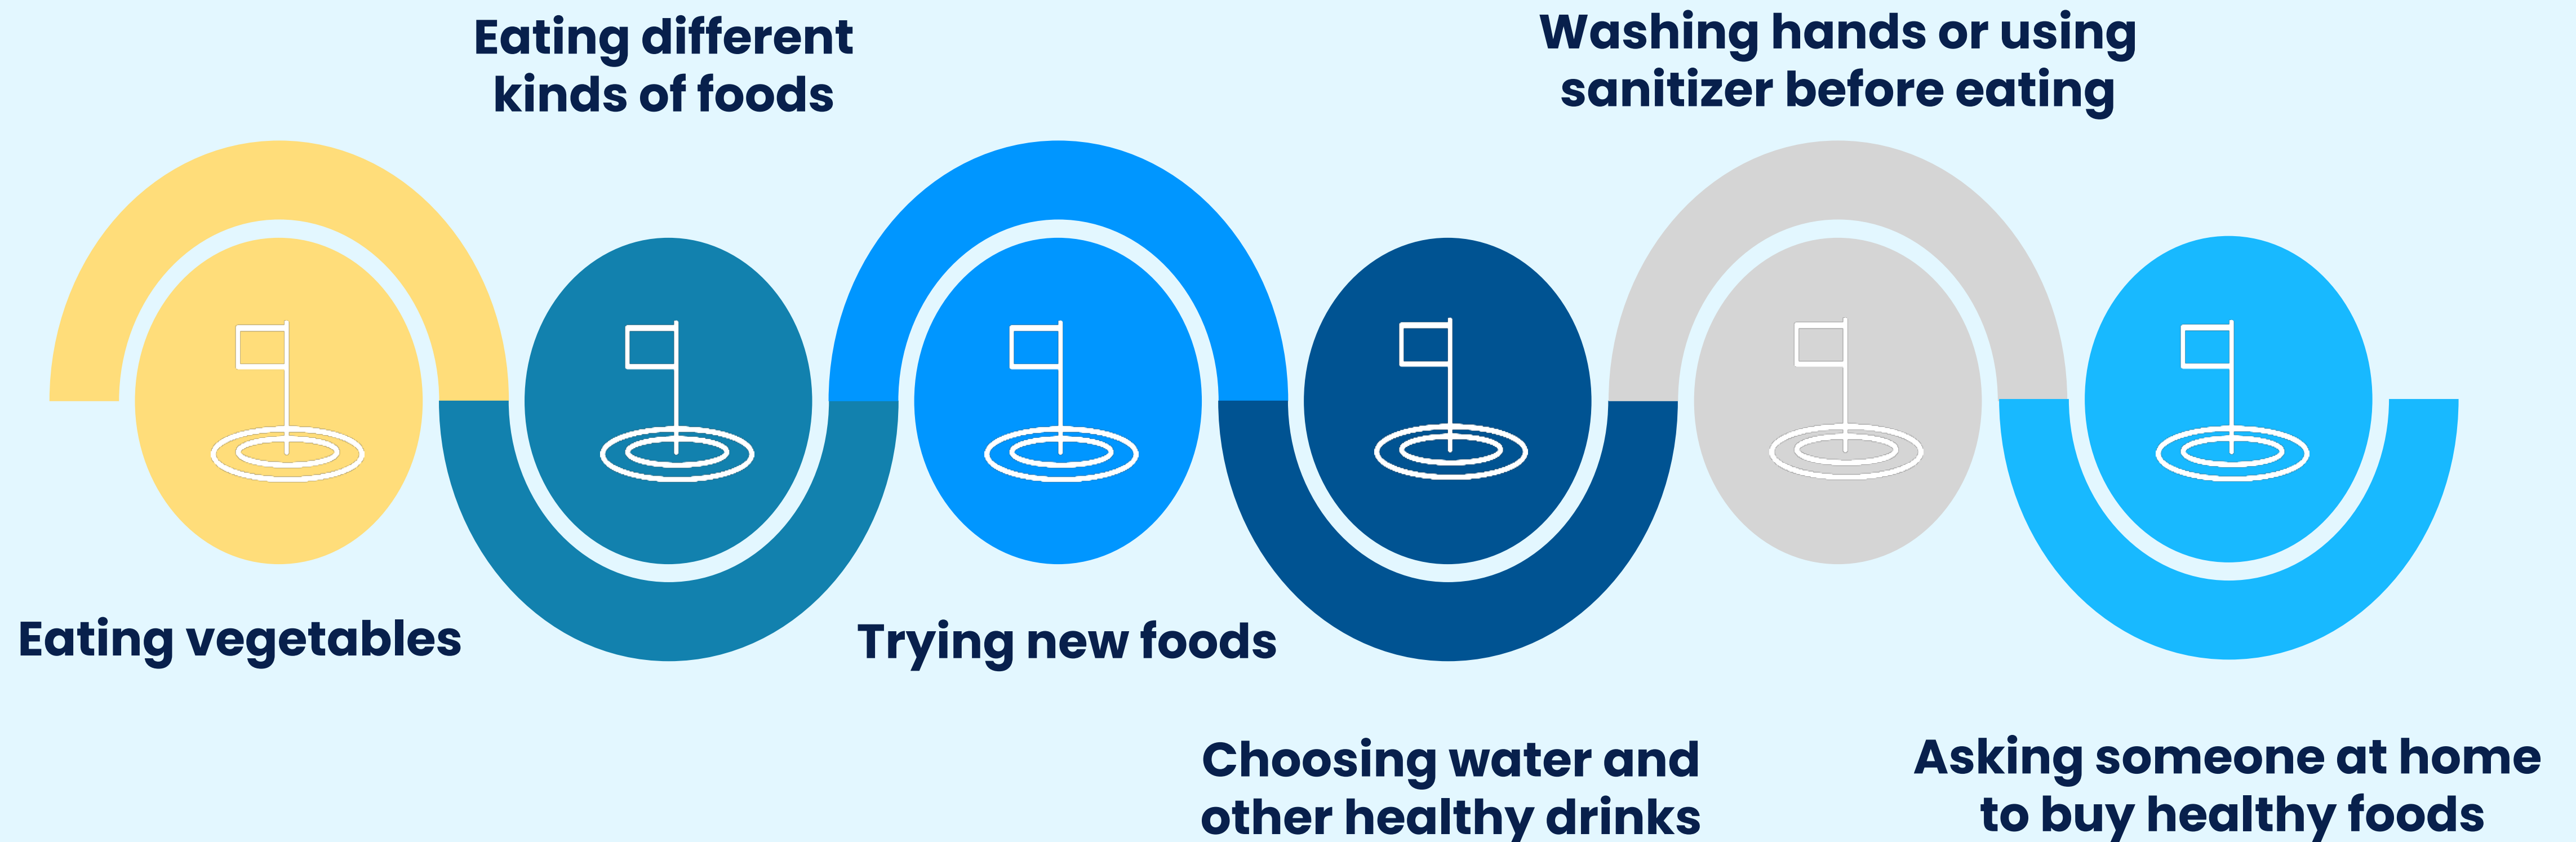 Eating different
kinds of foods
Washing hands or using
sanitizer before eating
Eating vegetables
Trying new foods
Choosing water and
other healthy drinks
Asking someone at home
to buy healthy foods